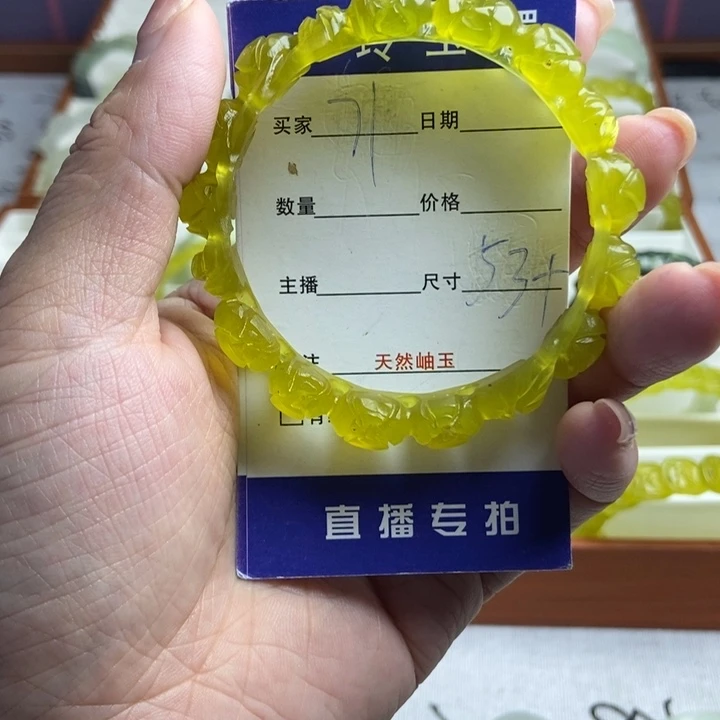 买家 日期
数量 价格
主播 尺寸 53+
天然岫玉
直播专拍